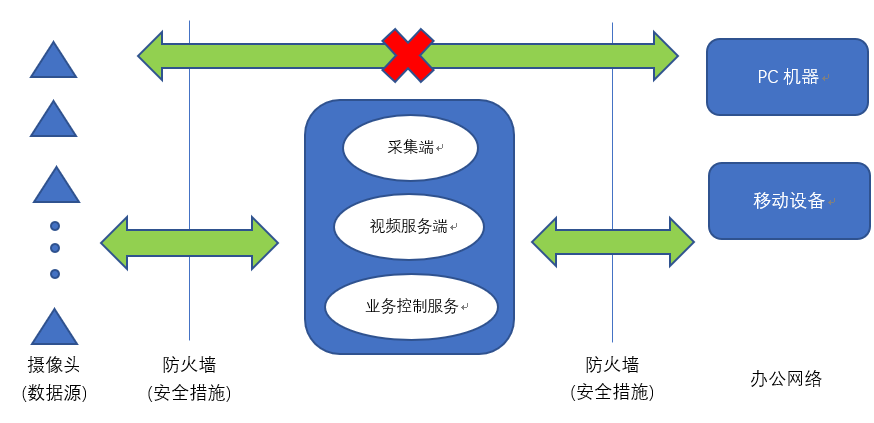 PC 机器
采集端
移动设备
视频服务端
业务控制服务
摄像头
(数据源)
防火墙
(安全措施)
防火墙
(安全措施)
办公网络